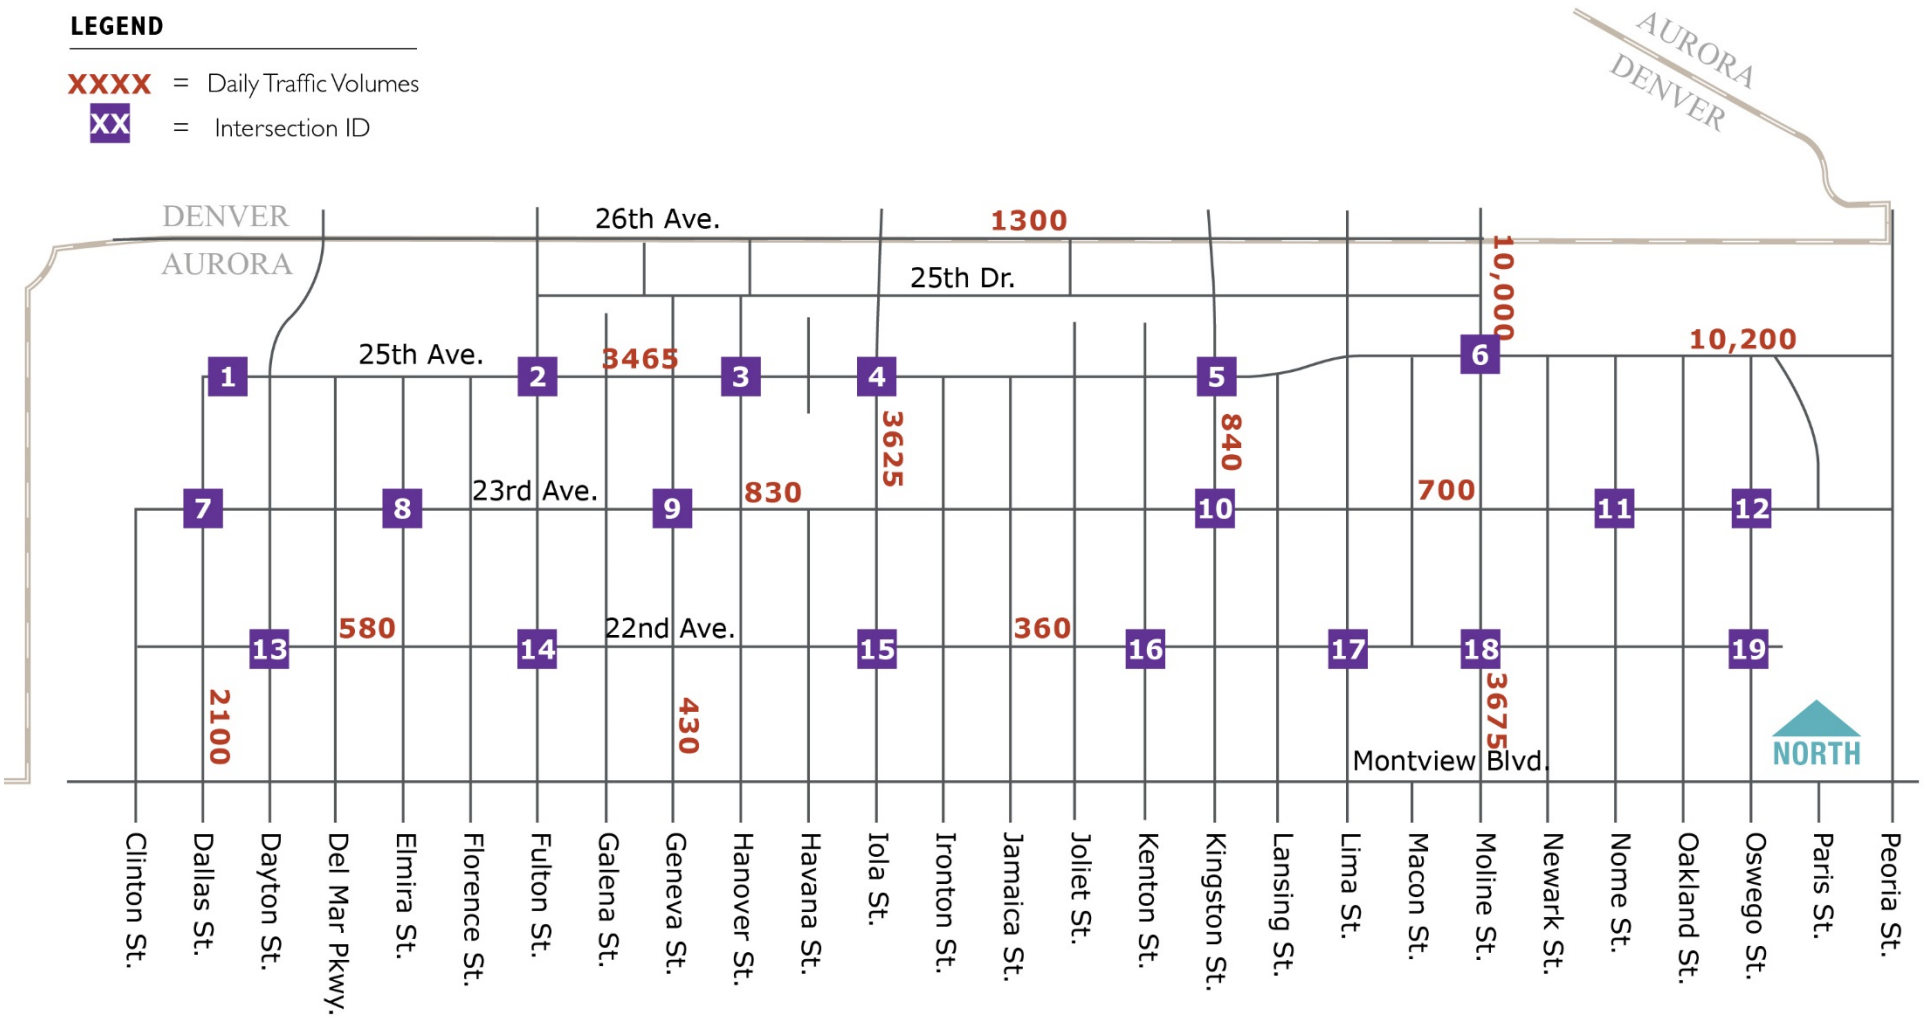 LEGEND
XXXX = Daily Traffic Volumes
XX = Intersection ID
AURORA
DENVER
DENVER
AURORA
26th Ave.
1300
10,000
25th Dr.
25th Ave.
3465
10,200
1
2
3
4
5
6
3625
840
23rd Ave.
830
700
7
8
9
10
11
12
580
22nd Ave.
360
13
14
15
16
17
18
19
2100
430
3675
Montview Blvd.
NORTH
Clinton St.
Dallas St.
Dayton St.
Del Mar Pkwy.
Elmira St.
Florence St.
Fulton St.
Galena St.
Geneva St.
Hanover St.
Havana St.
Iola St.
Ironton St.
Jamaica St.
Joliet St.
Kenton St.
Kingston St.
Lansing St.
Lima St.
Macon St.
Moline St.
Newark St.
Nome St.
Oakland St.
Oswego St.
Paris St.
Peoria St.